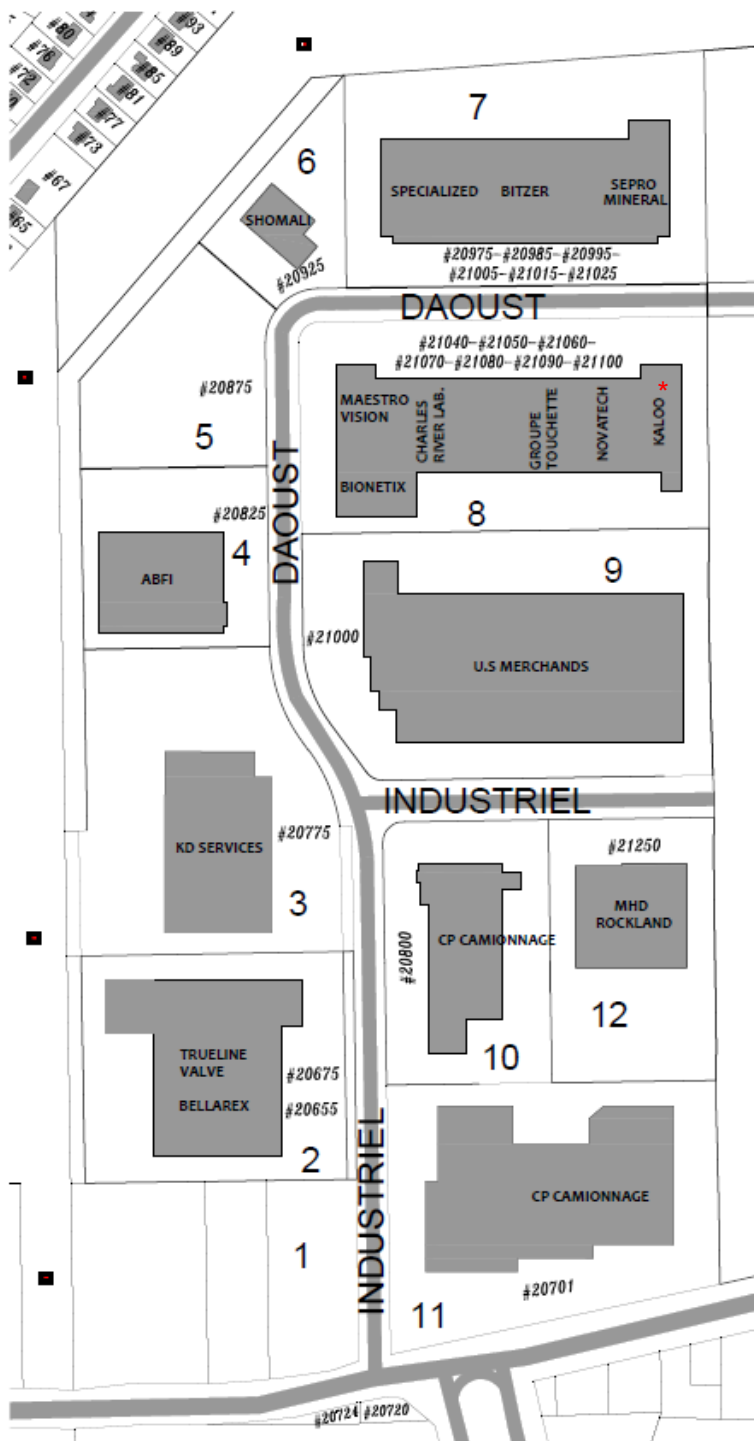 #80
#93
#76
#89
#72
#85
#81
#77
#73
#67
#65
7
6
SPECIALIZED
BITZER
SEPRO
MINERAL
SHOMALI
#20975-#20985-#20995-
#21005-#21015-#21025
#20925
DAOUST
#21040-#21050-#21060-
#21070-#21080-#21090-#21100
#20875
MAESTRO
VISION
CHARLES
RIVER LAB.
GROUPE
TOUCHETTE
NOVATECH
KALOO *
5
DAOUST
BIONETIX
8
#20825
4
ABFI
9
#21000
U.S MERCHANDS
INDUSTRIEL
#20775
KD SERVICES
3
#21250
MHD
ROCKLAND
CP CAMIONNAGE
#20800
12
10
TRUELINE
VALVE
#20675
BELLAREX
#20655
2
INDUSTRIEL
CP CAMIONNAGE
1
#20701
11
#20724
#20720